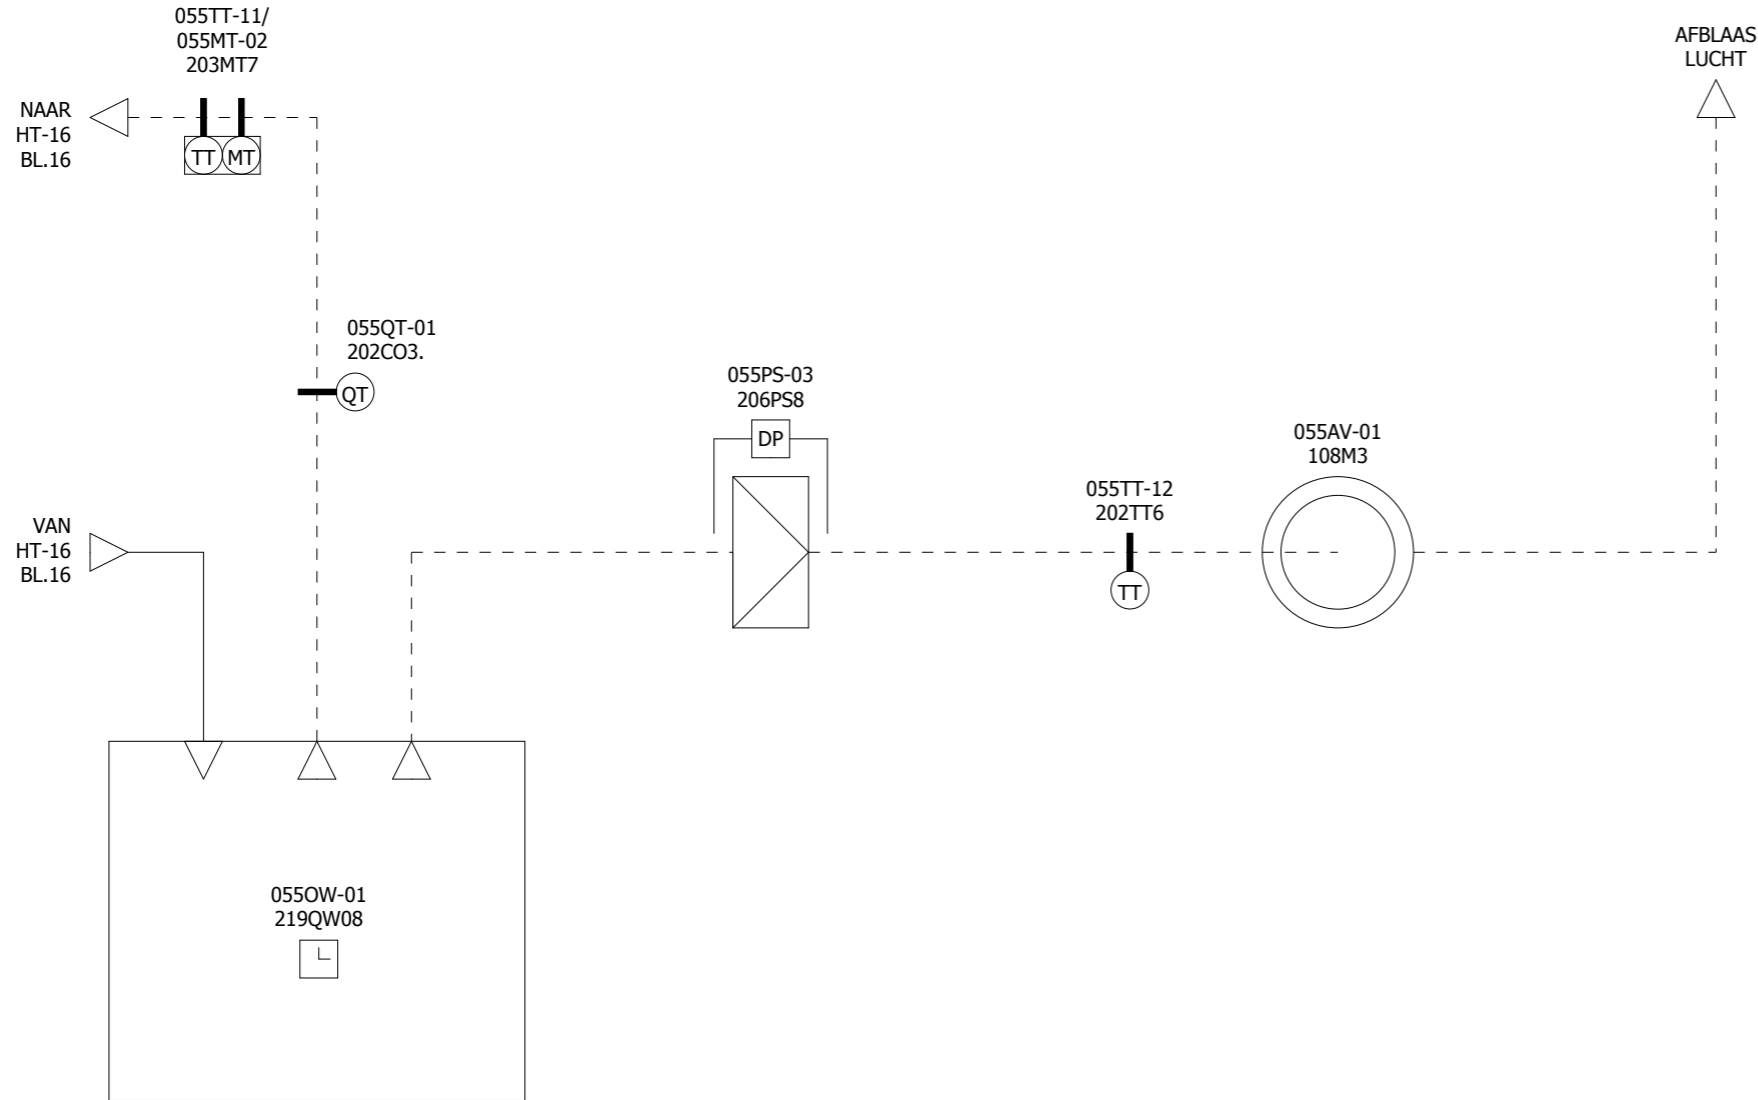 055TT-11/
055MT-02
203MT7
AFBLAAS
LUCHT
NAAR
HT-16
BL.16
TT
MT
055QT-01
202CO3.
QT
055PS-03
206PS8
DP
055AV-01
108M3
055TT-12
202TT6
TT
VAN
HT-16
BL.16
055OW-01
219QW08